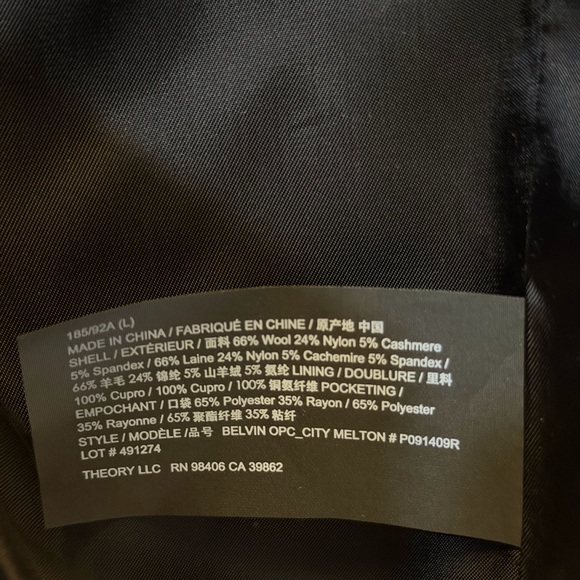 185/92A (L)
MADE IN CHINA / FABRIQUÉ EN CHINE / 原产地 中国
SHELL / EXTÉRIEUR / 面料 66% Wool 24% Nylon 5% Cashmere
5% Spandex / 66% Laine 24% Nylon 5% Cachemire 5% Spandex /
66% 羊毛 24% 锦纶 5% 山羊绒 5% 氨纶 LINING / DOUBLURE / 里料
100% Cupro / 100% Cupro / 100% 铜氨纤维 POCKETING /
EMPOCHANT / 口袋 65% Polyester 35% Rayon / 65% Polyester
35% Rayonne / 65% 聚酯纤维 35% 粘纤
STYLE / MODÈLE /品号 BELVIN OPC_CITY MELTON # P091409R
LOT # 491274
THEORY LLC RN 98406 CA 39862